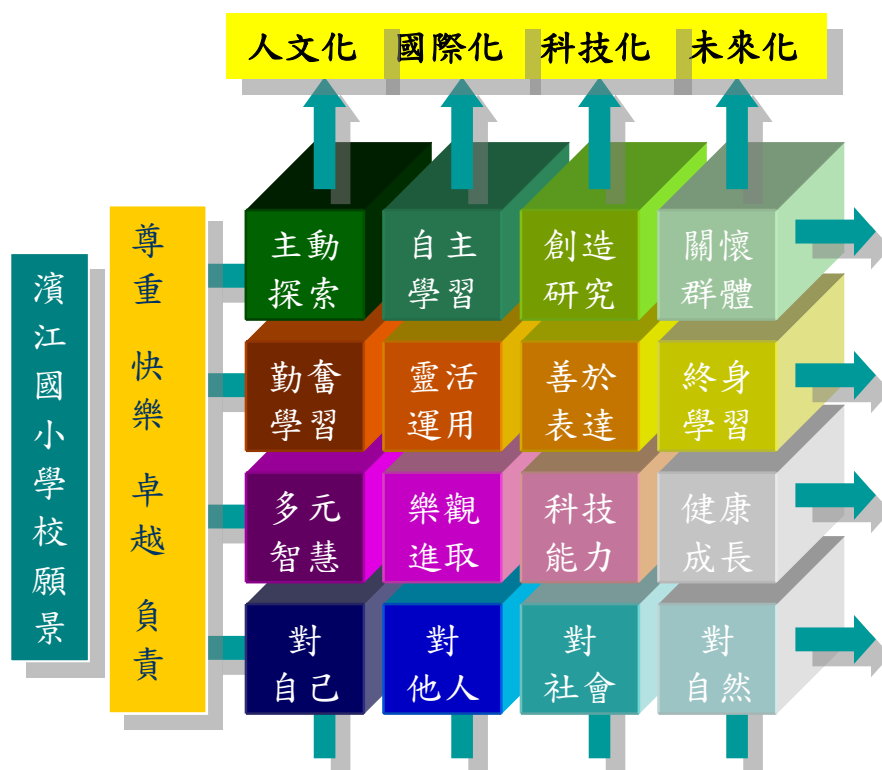 人文化 國際化 科技化 未來化
濱江國小學校願景
尊重 快樂 卓越 負責
主動
探索
自主
學習
創造
研究
關懷
群體
勤奮
學習
靈活
運用
善於
表達
終身
學習
多元
智慧
樂觀
進取
科技
能力
健康
成長
對
自己
對
他人
對
社會
對
自然